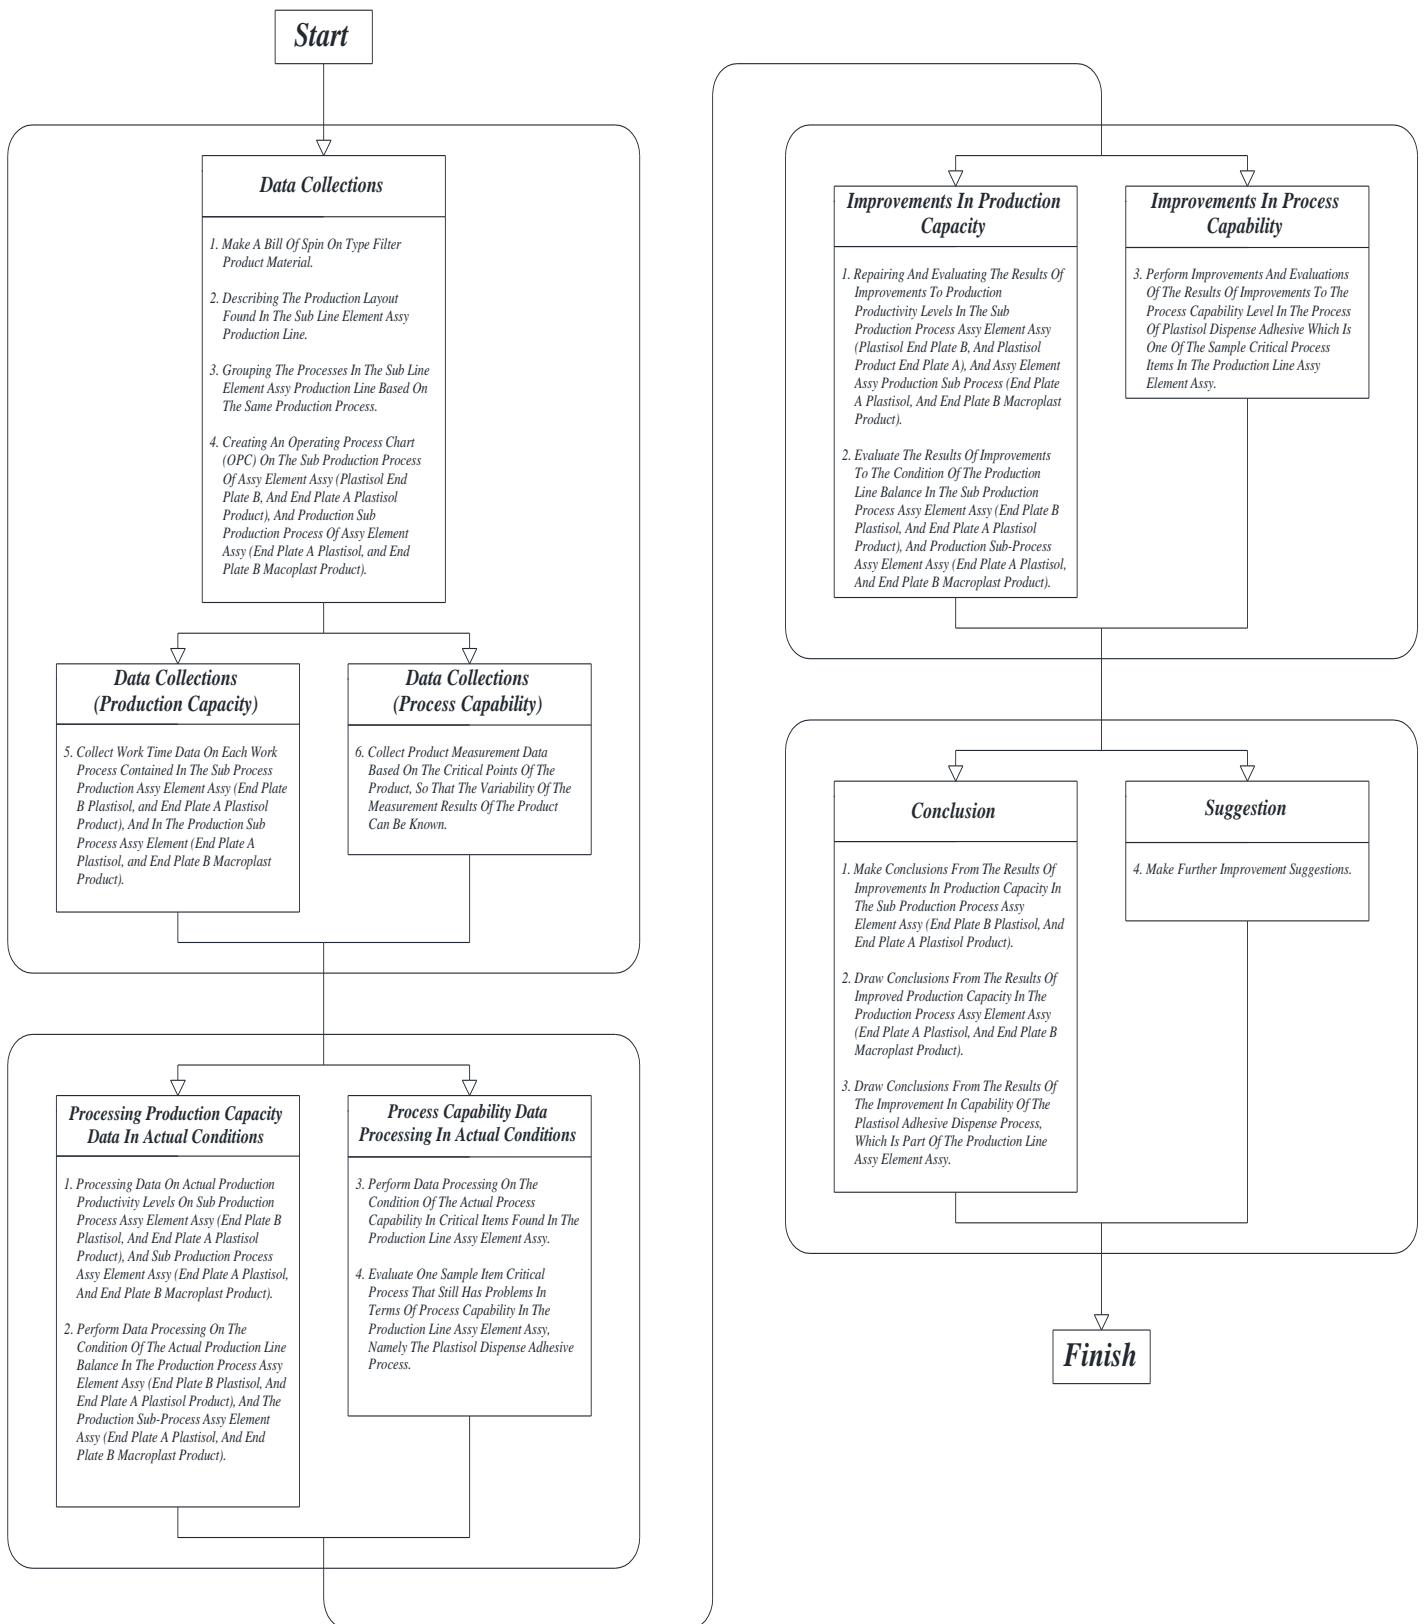 Start
Data Collections
1. Make A Bill Of Spin On Type Filter
Product Material.
2. Describing The Production Layout
Found In The Sub Line Element Assy
Production Line.
3. Grouping The Processes In The Sub Line
Element Assy Production Line Based On
The Same Production Process.
4. Creating An Operating Process Chart
(OPC) On The Sub Production Process
Of Assy Element Assy (Plastisol End
Plate B, And End Plate A Plastisol
Product), And Production Sub
Production Process Of Assy Element
Assy (End Plate A Plastisol, and End
Plate B Macoplast Product).
Data Collections
(Production Capacity)
5. Collect Work Time Data On Each Work
Process Contained In The Sub Process
Production Assy Element Assy (End Plate
B Plastisol, and End Plate A Plastisol
Product), And In The Production Sub
Process Assy Element (End Plate A
Plastisol, and End Plate B Macroplast
Product).
Data Collections
(Process Capability)
6. Collect Product Measurement Data
Based On The Critical Points Of The
Product, So That The Variability Of The
Measurement Results Of The Product
Can Be Known.
Processing Production Capacity
Data In Actual Conditions
1. Processing Data On Actual Production
Productivity Levels On Sub Production
Process Assy Element Assy (End Plate B
Plastisol, And End Plate A Plastisol
Product), And Sub Production Process
Assy Element Assy (End Plate A Plastisol,
And End Plate B Macroplast Product).
2. Perform Data Processing On The
Condition Of The Actual Production Line
Balance In The Production Process Assy
Element Assy (End Plate B Plastisol, And
End Plate A Plastisol Product), And The
Production Sub-Process Assy Element
Assy (End Plate A Plastisol, And End
Plate B Macroplast Product).
Process Capability Data
Processing In Actual Conditions
3. Perform Data Processing On The
Condition Of The Actual Process
Capability In Critical Items Found In The
Production Line Assy Element Assy.
4. Evaluate One Sample Item Critical
Process That Still Has Problems In
Terms Of Process Capability In The
Production Line Assy Element Assy,
Namely The Plastisol Dispense Adhesive
Process.
Improvements In Production
Capacity
1. Repairing And Evaluating The Results Of
Improvements To Production
Productivity Levels In The Sub
Production Process Assy Element Assy
(Plastisol End Plate B, And Plastisol
Product End Plate A), And Assy Element
Assy Production Sub Process (End Plate
A Plastisol, And End Plate B Macroplast
Product).
2. Evaluate The Results Of Improvements
To The Condition Of The Production
Line Balance In The Sub Production
Process Assy Element Assy (End Plate B
Plastisol, And End Plate A Plastisol
Product), And Production Sub-Process
Assy Element Assy (End Plate A Plastisol,
And End Plate B Macroplast Product).
Improvements In Process
Capability
3. Perform Improvements And Evaluations
Of The Results Of Improvements To The
Process Capability Level In The Process
Of Plastisol Dispense Adhesive Which Is
One Of The Sample Critical Process
Items In The Production Line Assy
Element Assy.
Conclusion
1. Make Conclusions From The Results Of
Improvements In Production Capacity In
The Sub Production Process Assy
Element Assy (End Plate B Plastisol, And
End Plate A Plastisol Product).
2. Draw Conclusions From The Results Of
Improved Production Capacity In The
Production Process Assy Element Assy
(End Plate A Plastisol, And End Plate B
Macroplast Product).
3. Draw Conclusions From The Results Of
The Improvement In Capability Of The
Plastisol Adhesive Dispense Process,
Which Is Part Of The Production Line
Assy Element Assy.
Suggestion
4. Make Further Improvement Suggestions.
Finish